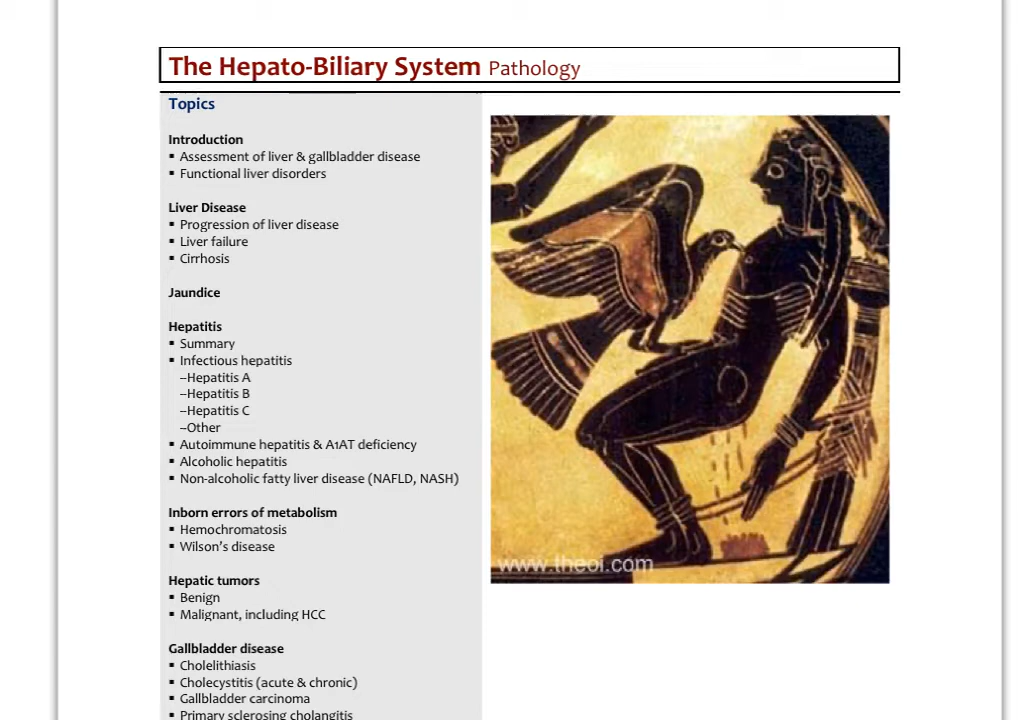 The Hepato-Biliary System Pathology
Topics
Introduction
▪ Assessment of liver & gallbladder disease
▪ Functional liver disorders
Liver Disease
▪ Progression of liver disease
▪ Liver failure
▪ Cirrhosis
Jaundice
Hepatitis
▪ Summary
▪ Infectious hepatitis
–Hepatitis A
–Hepatitis B
–Hepatitis C
–Other
▪ Autoimmune hepatitis & A1AT deficiency
▪ Alcoholic hepatitis
▪ Non-alcoholic fatty liver disease (NAFLD, NASH)
Inborn errors of metabolism
▪ Hemochromatosis
▪ Wilson's disease
Hepatic tumors
▪ Benign
▪ Malignant, including HCC
Gallbladder disease
▪ Cholelithiasis
▪ Cholecystitis (acute & chronic)
▪ Gallbladder carcinoma
▪ Primary sclerosing cholangitis
www.theoi.com